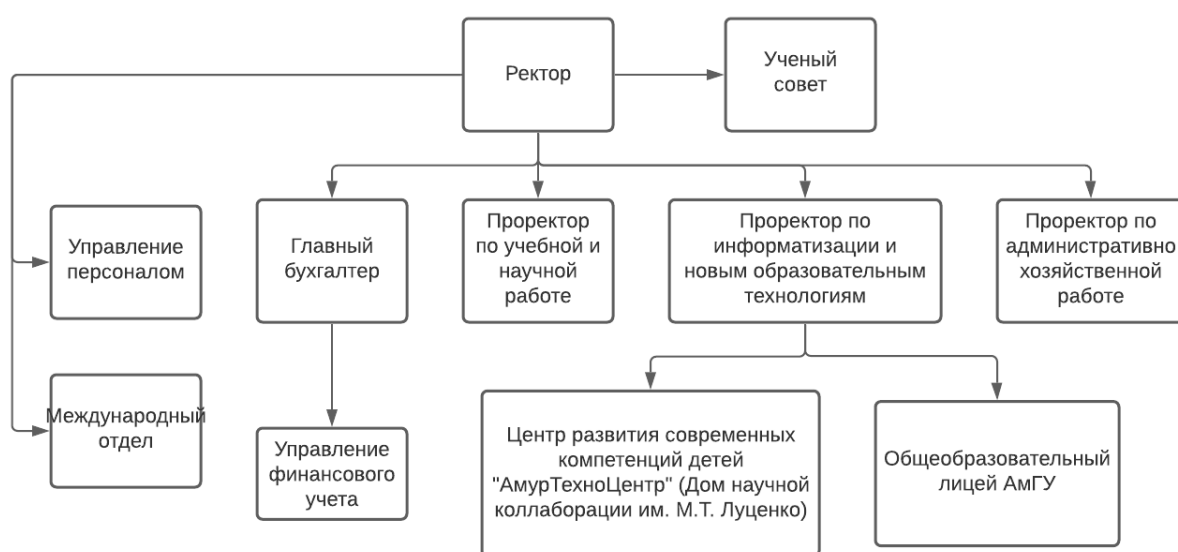 Ректор
Ученый
совет
Управление
персоналом
Главный
бухгалтер
Проректор
по учебной и
научной
работе
Проректор по
информатизации и
новым образовательным
технологиям
Проректор по
административно
хозяйственной
работе
Международный
отдел
Управление
финансового
учета
Центр развития современных
компетенций детей
"АмурТехноЦентр" (Дом научной
коллаборации им. М.Т. Луценко)
Общеобразовательный
лицей АмГУ